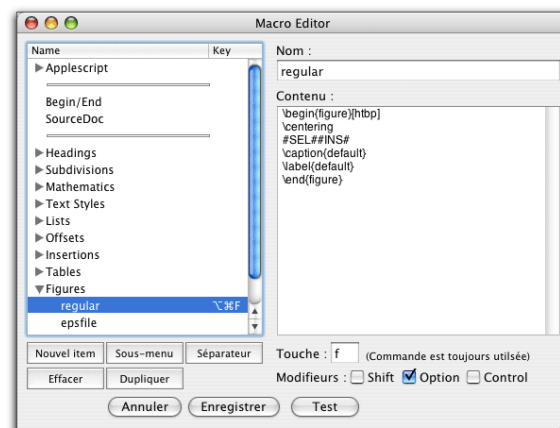 Macro Editor
Name Key
Applescript
Begin/End
SourceDoc
Headings
Subdivisions
Mathematics
Text Styles
Lists
Offsets
Insertions
Tables
Figures
regular ⌥⌘F
epsfile
Nouvel item Sous-menu Séparateur
Effacer Dupliquer
Nom :
regular
Contenu :
\begin{figure}[htbp]
\centering
#SEL##INS#
\caption{default}
\label{default}
\end{figure}
Touche : f (Commande est toujours utilsée)
Modifieurs : Shift Option Control
Annuler Enregistrer Test